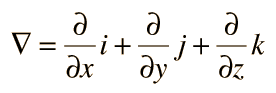 ∇ = ∂/∂x i + ∂/∂y j + ∂/∂z k